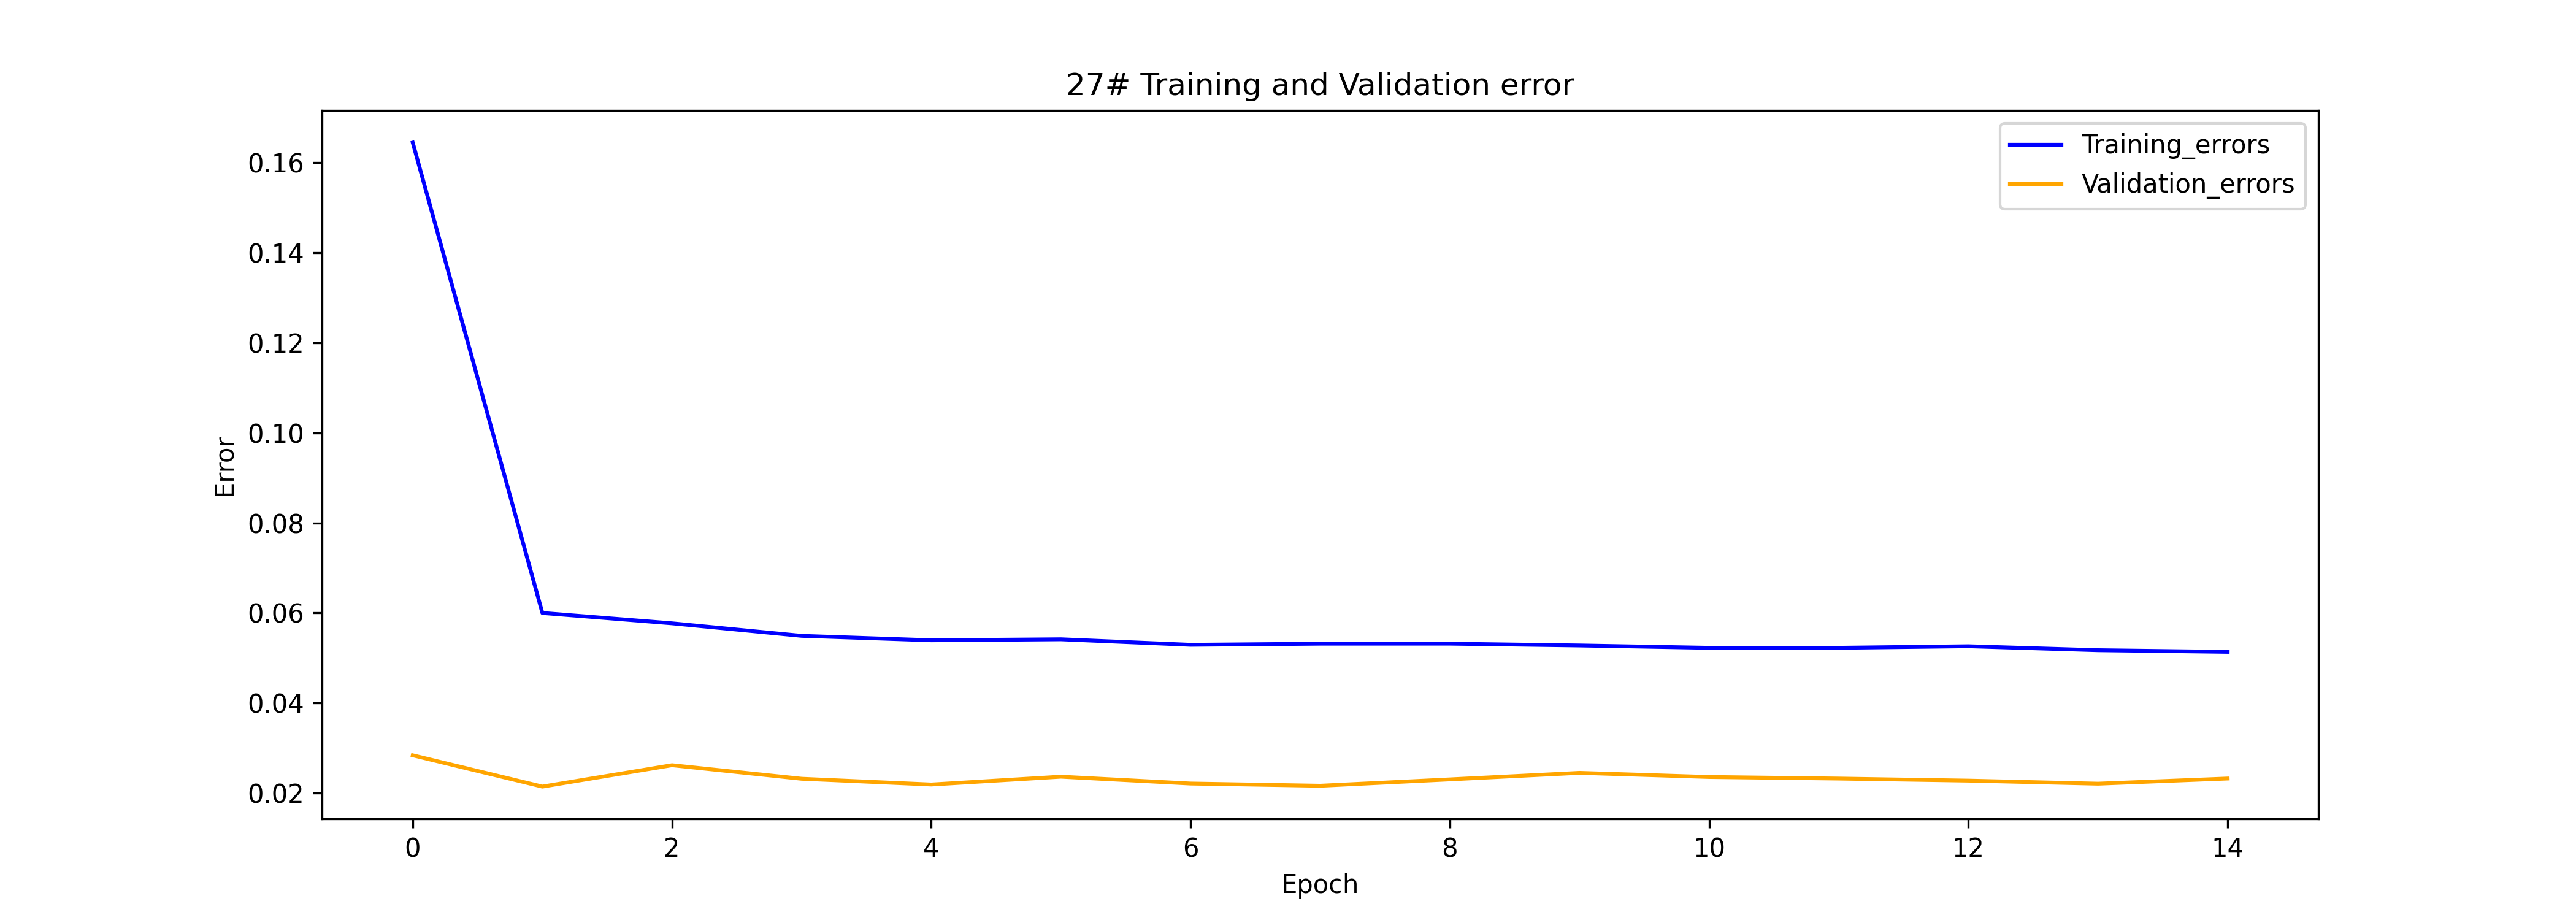 27# Training and Validation error
Training_errors
Validation_errors
0.16
0.14
0.12
0.10
0.08
0.06
0.04
0.02
Error
0 2 4 6 8 10 12 14
Epoch